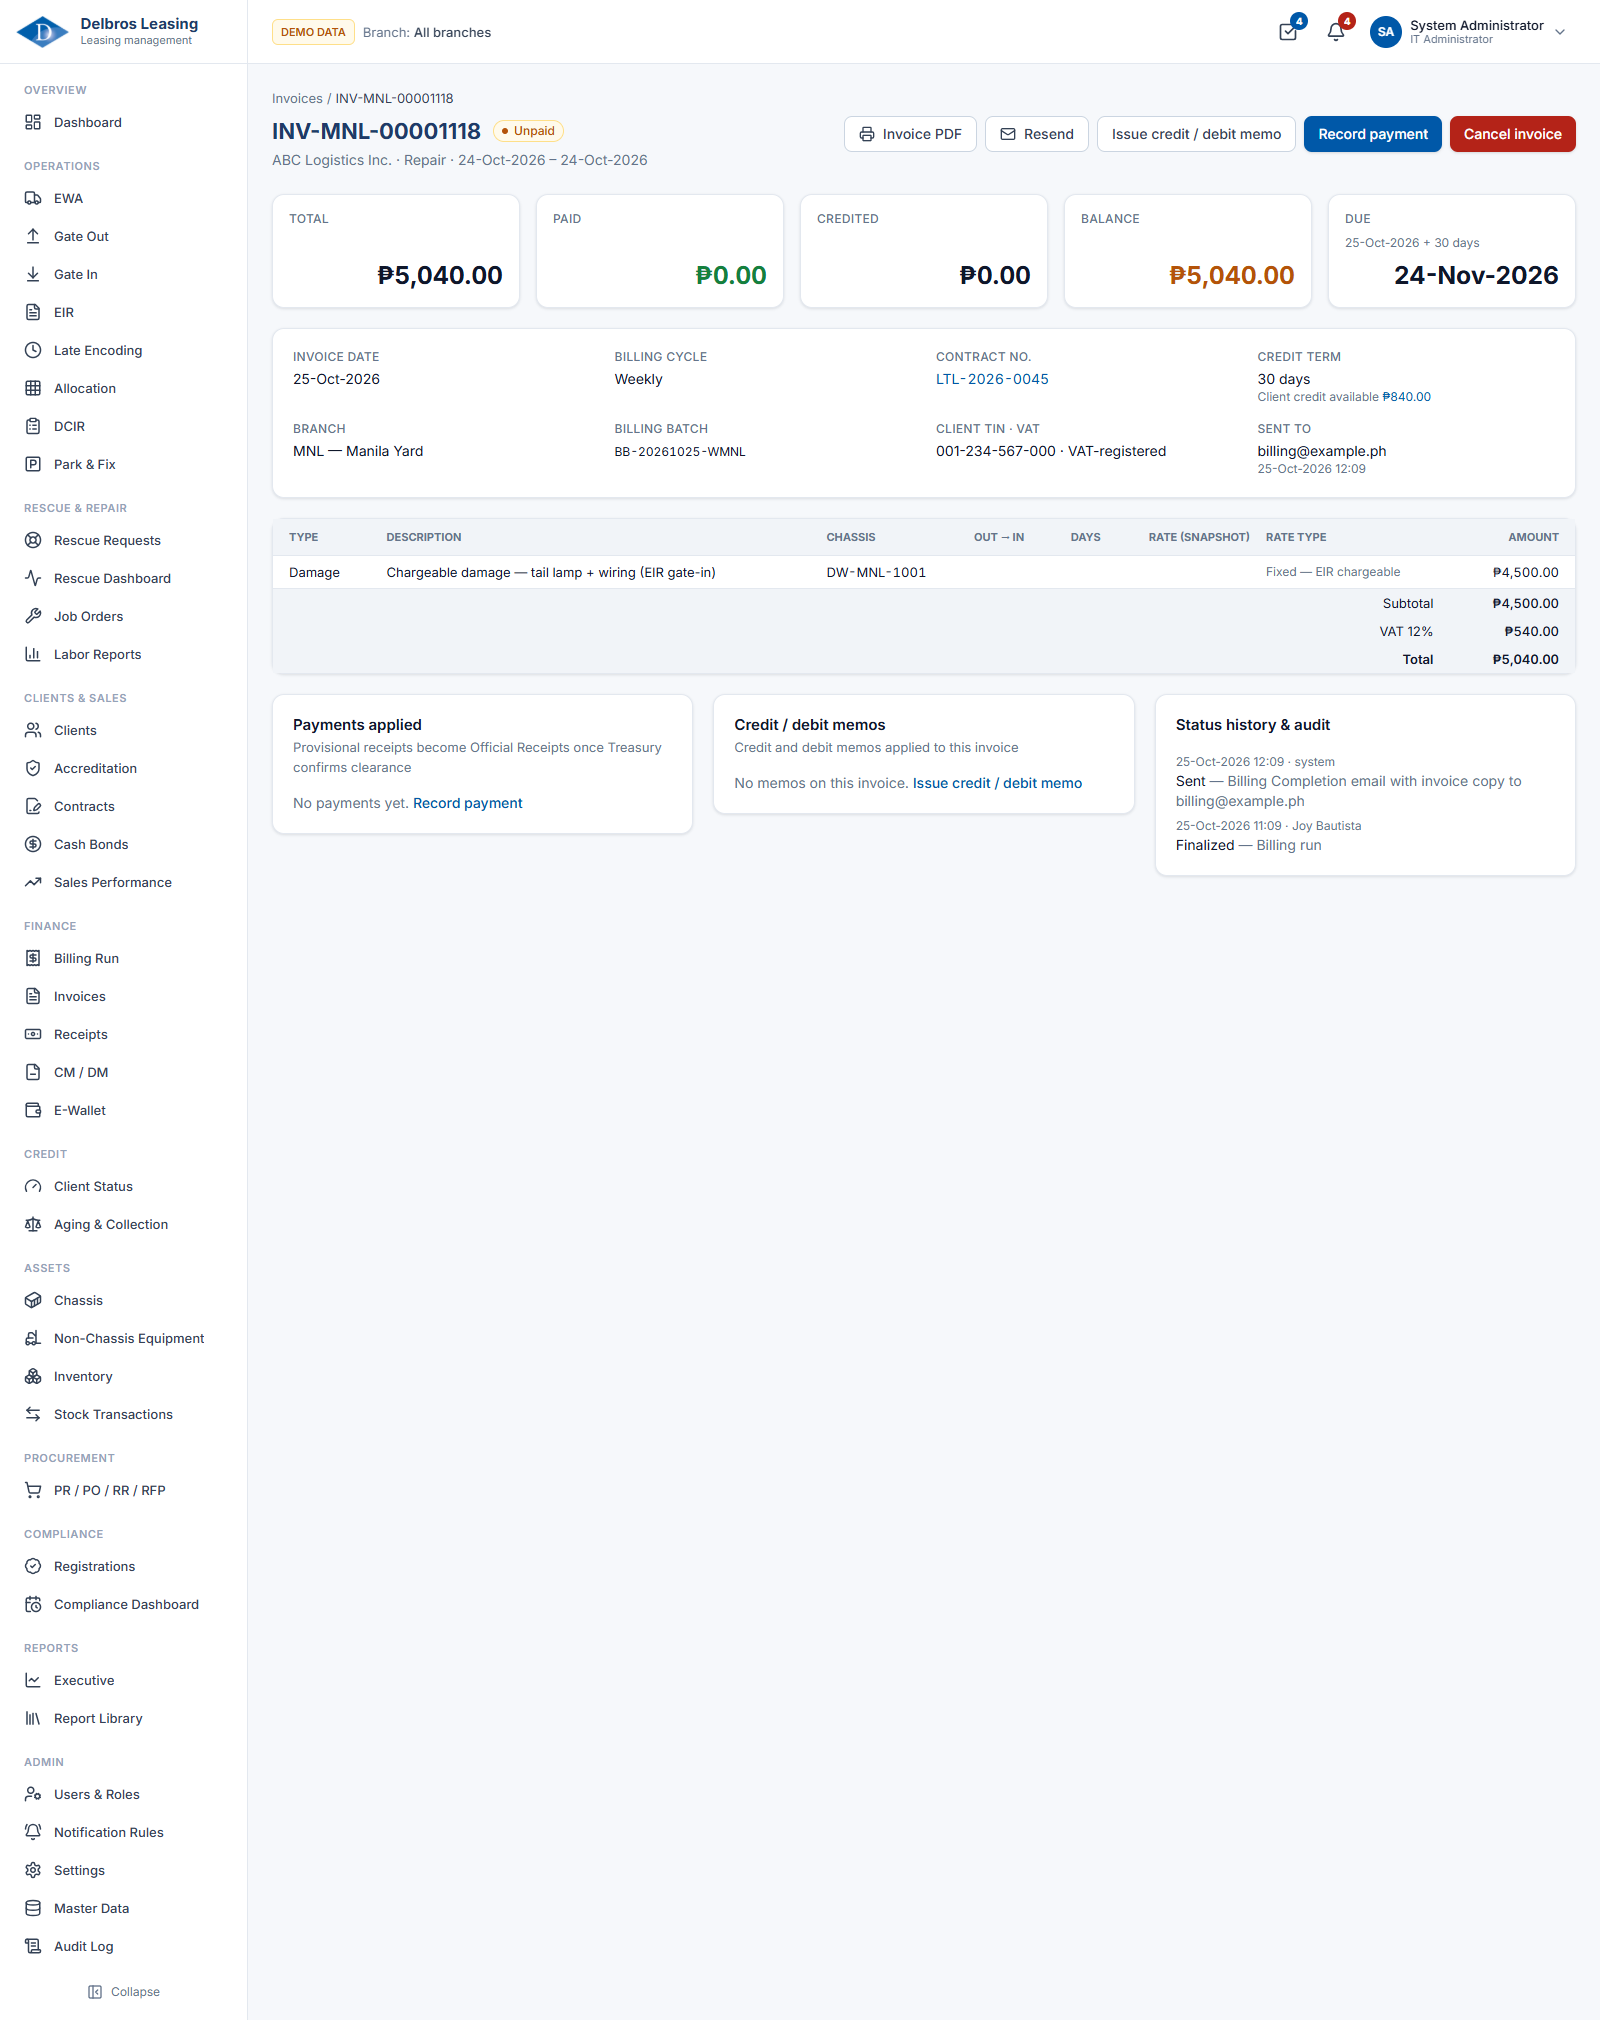 Delbros Leasing
Leasing management
DEMO DATA
Branch: All branches
4
4
SA
System Administrator
IT Administrator
OVERVIEW
Dashboard
OPERATIONS
EWA
Gate Out
Gate In
EIR
Late Encoding
Allocation
DCIR
Park & Fix
RESCUE & REPAIR
Rescue Requests
Rescue Dashboard
Job Orders
Labor Reports
CLIENTS & SALES
Clients
Accreditation
Contracts
Cash Bonds
Sales Performance
FINANCE
Billing Run
Invoices
Receipts
CM / DM
E-Wallet
CREDIT
Client Status
Aging & Collection
ASSETS
Chassis
Non-Chassis Equipment
Inventory
Stock Transactions
PROCUREMENT
PR / PO / RR / RFP
COMPLIANCE
Registrations
Compliance Dashboard
REPORTS
Executive
Report Library
ADMIN
Users & Roles
Notification Rules
Settings
Master Data
Audit Log
Collapse
Invoices / INV-MNL-00001118
INV-MNL-00001118
Unpaid
ABC Logistics Inc. · Repair · 24-Oct-2026 – 24-Oct-2026
Invoice PDF
Resend
Issue credit / debit memo
Record payment
Cancel invoice
TOTAL
₱5,040.00
PAID
₱0.00
CREDITED
₱0.00
BALANCE
₱5,040.00
DUE
25-Oct-2026 + 30 days
24-Nov-2026
INVOICE DATE
25-Oct-2026
BILLING CYCLE
Weekly
CONTRACT NO.
LTL-2026-0045
CREDIT TERM
30 days
Client credit available ₱840.00
BRANCH
MNL — Manila Yard
BILLING BATCH
BB-20261025-WMNL
CLIENT TIN · VAT
001-234-567-000 · VAT-registered
SENT TO
billing@example.ph
25-Oct-2026 12:09
TYPE DESCRIPTION CHASSIS OUT → IN DAYS RATE (SNAPSHOT) RATE TYPE AMOUNT
Damage Chargeable damage — tail lamp + wiring (EIR gate-in) DW-MNL-1001 Fixed — EIR chargeable ₱4,500.00
Subtotal ₱4,500.00
VAT 12% ₱540.00
Total ₱5,040.00
Payments applied
Provisional receipts become Official Receipts once Treasury
confirms clearance
No payments yet. Record payment
Credit / debit memos
Credit and debit memos applied to this invoice
No memos on this invoice. Issue credit / debit memo
Status history & audit
25-Oct-2026 12:09 · system
Sent — Billing Completion email with invoice copy to
billing@example.ph
25-Oct-2026 11:09 · Joy Bautista
Finalized — Billing run